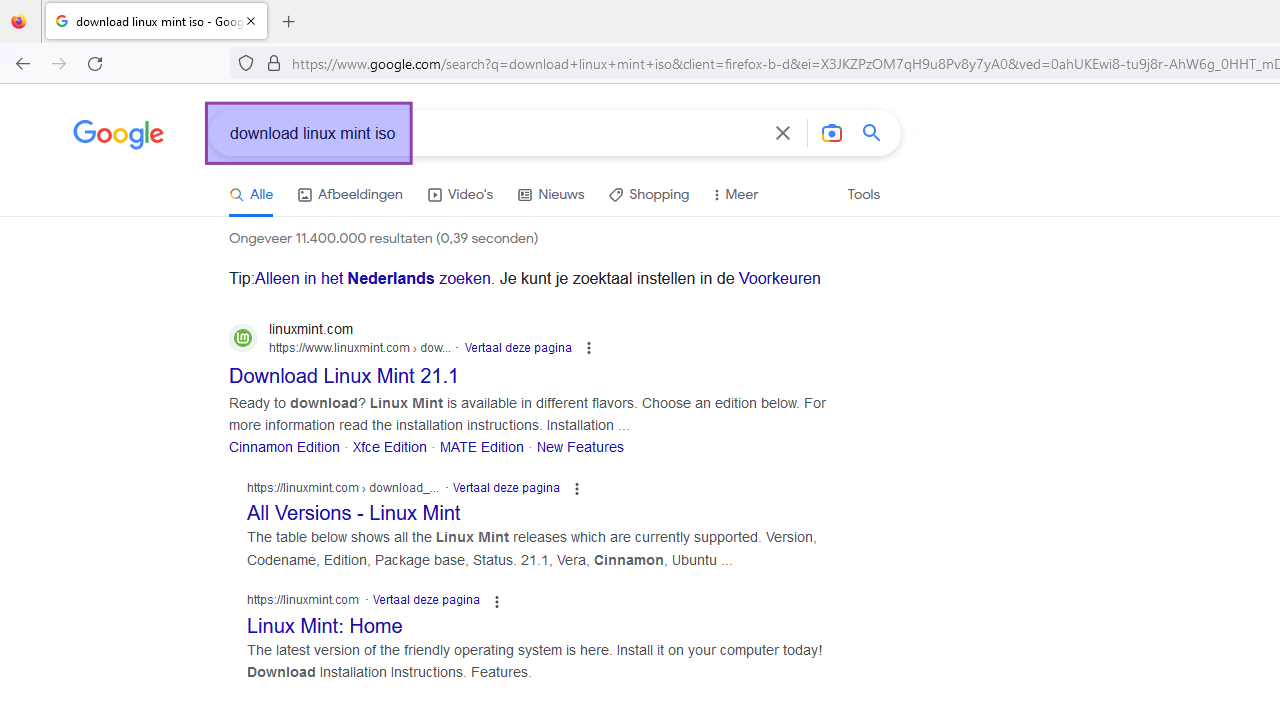 download linux mint iso - Goog
https://www.google.com/search?q=download+linux+mint+iso&client=firefox-b-d&ei=X3JKZPzOM7qH9u8Pv8y7yA0&ved=0ahUKEwi8-tu9j8r-AhW6g_0HHT_mD
Google
download linux mint iso
Alle Afbeeldingen Video's Nieuws Shopping Meer Tools
Ongeveer 11.400.000 resultaten (0,39 seconden)
Tip:Alleen in het Nederlands zoeken. Je kunt je zoektaal instellen in de Voorkeuren
linuxmint.com
https://www.linuxmint.com › dow... · Vertaal deze pagina
Download Linux Mint 21.1
Ready to download? Linux Mint is available in different flavors. Choose an edition below. For
more information read the installation instructions. Installation ...
Cinnamon Edition · Xfce Edition · MATE Edition · New Features
https://linuxmint.com › download_... · Vertaal deze pagina
All Versions - Linux Mint
The table below shows all the Linux Mint releases which are currently supported. Version,
Codename, Edition, Package base, Status. 21.1, Vera, Cinnamon, Ubuntu ...
https://linuxmint.com · Vertaal deze pagina
Linux Mint: Home
The latest version of the friendly operating system is here. Install it on your computer today!
Download Installation Instructions. Features.